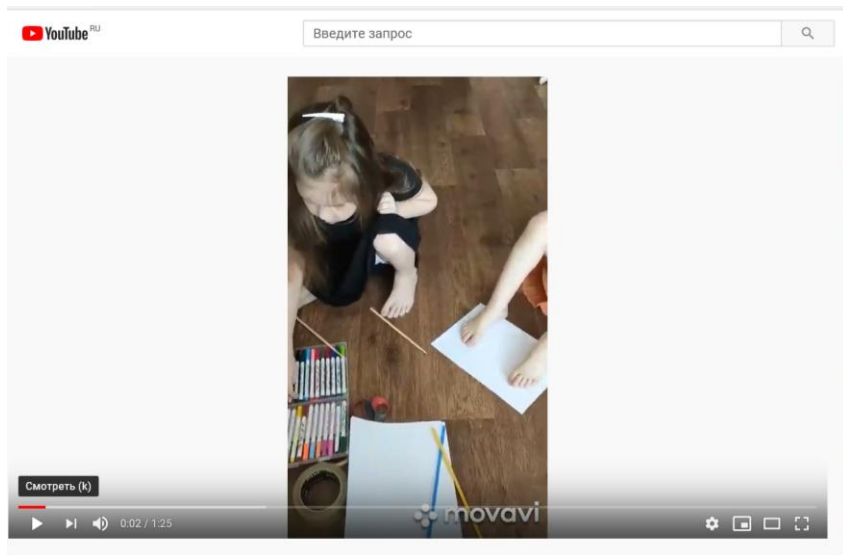 YouTube RU
Введите запрос
movavi
Смотреть (k)
0:02 / 1:25